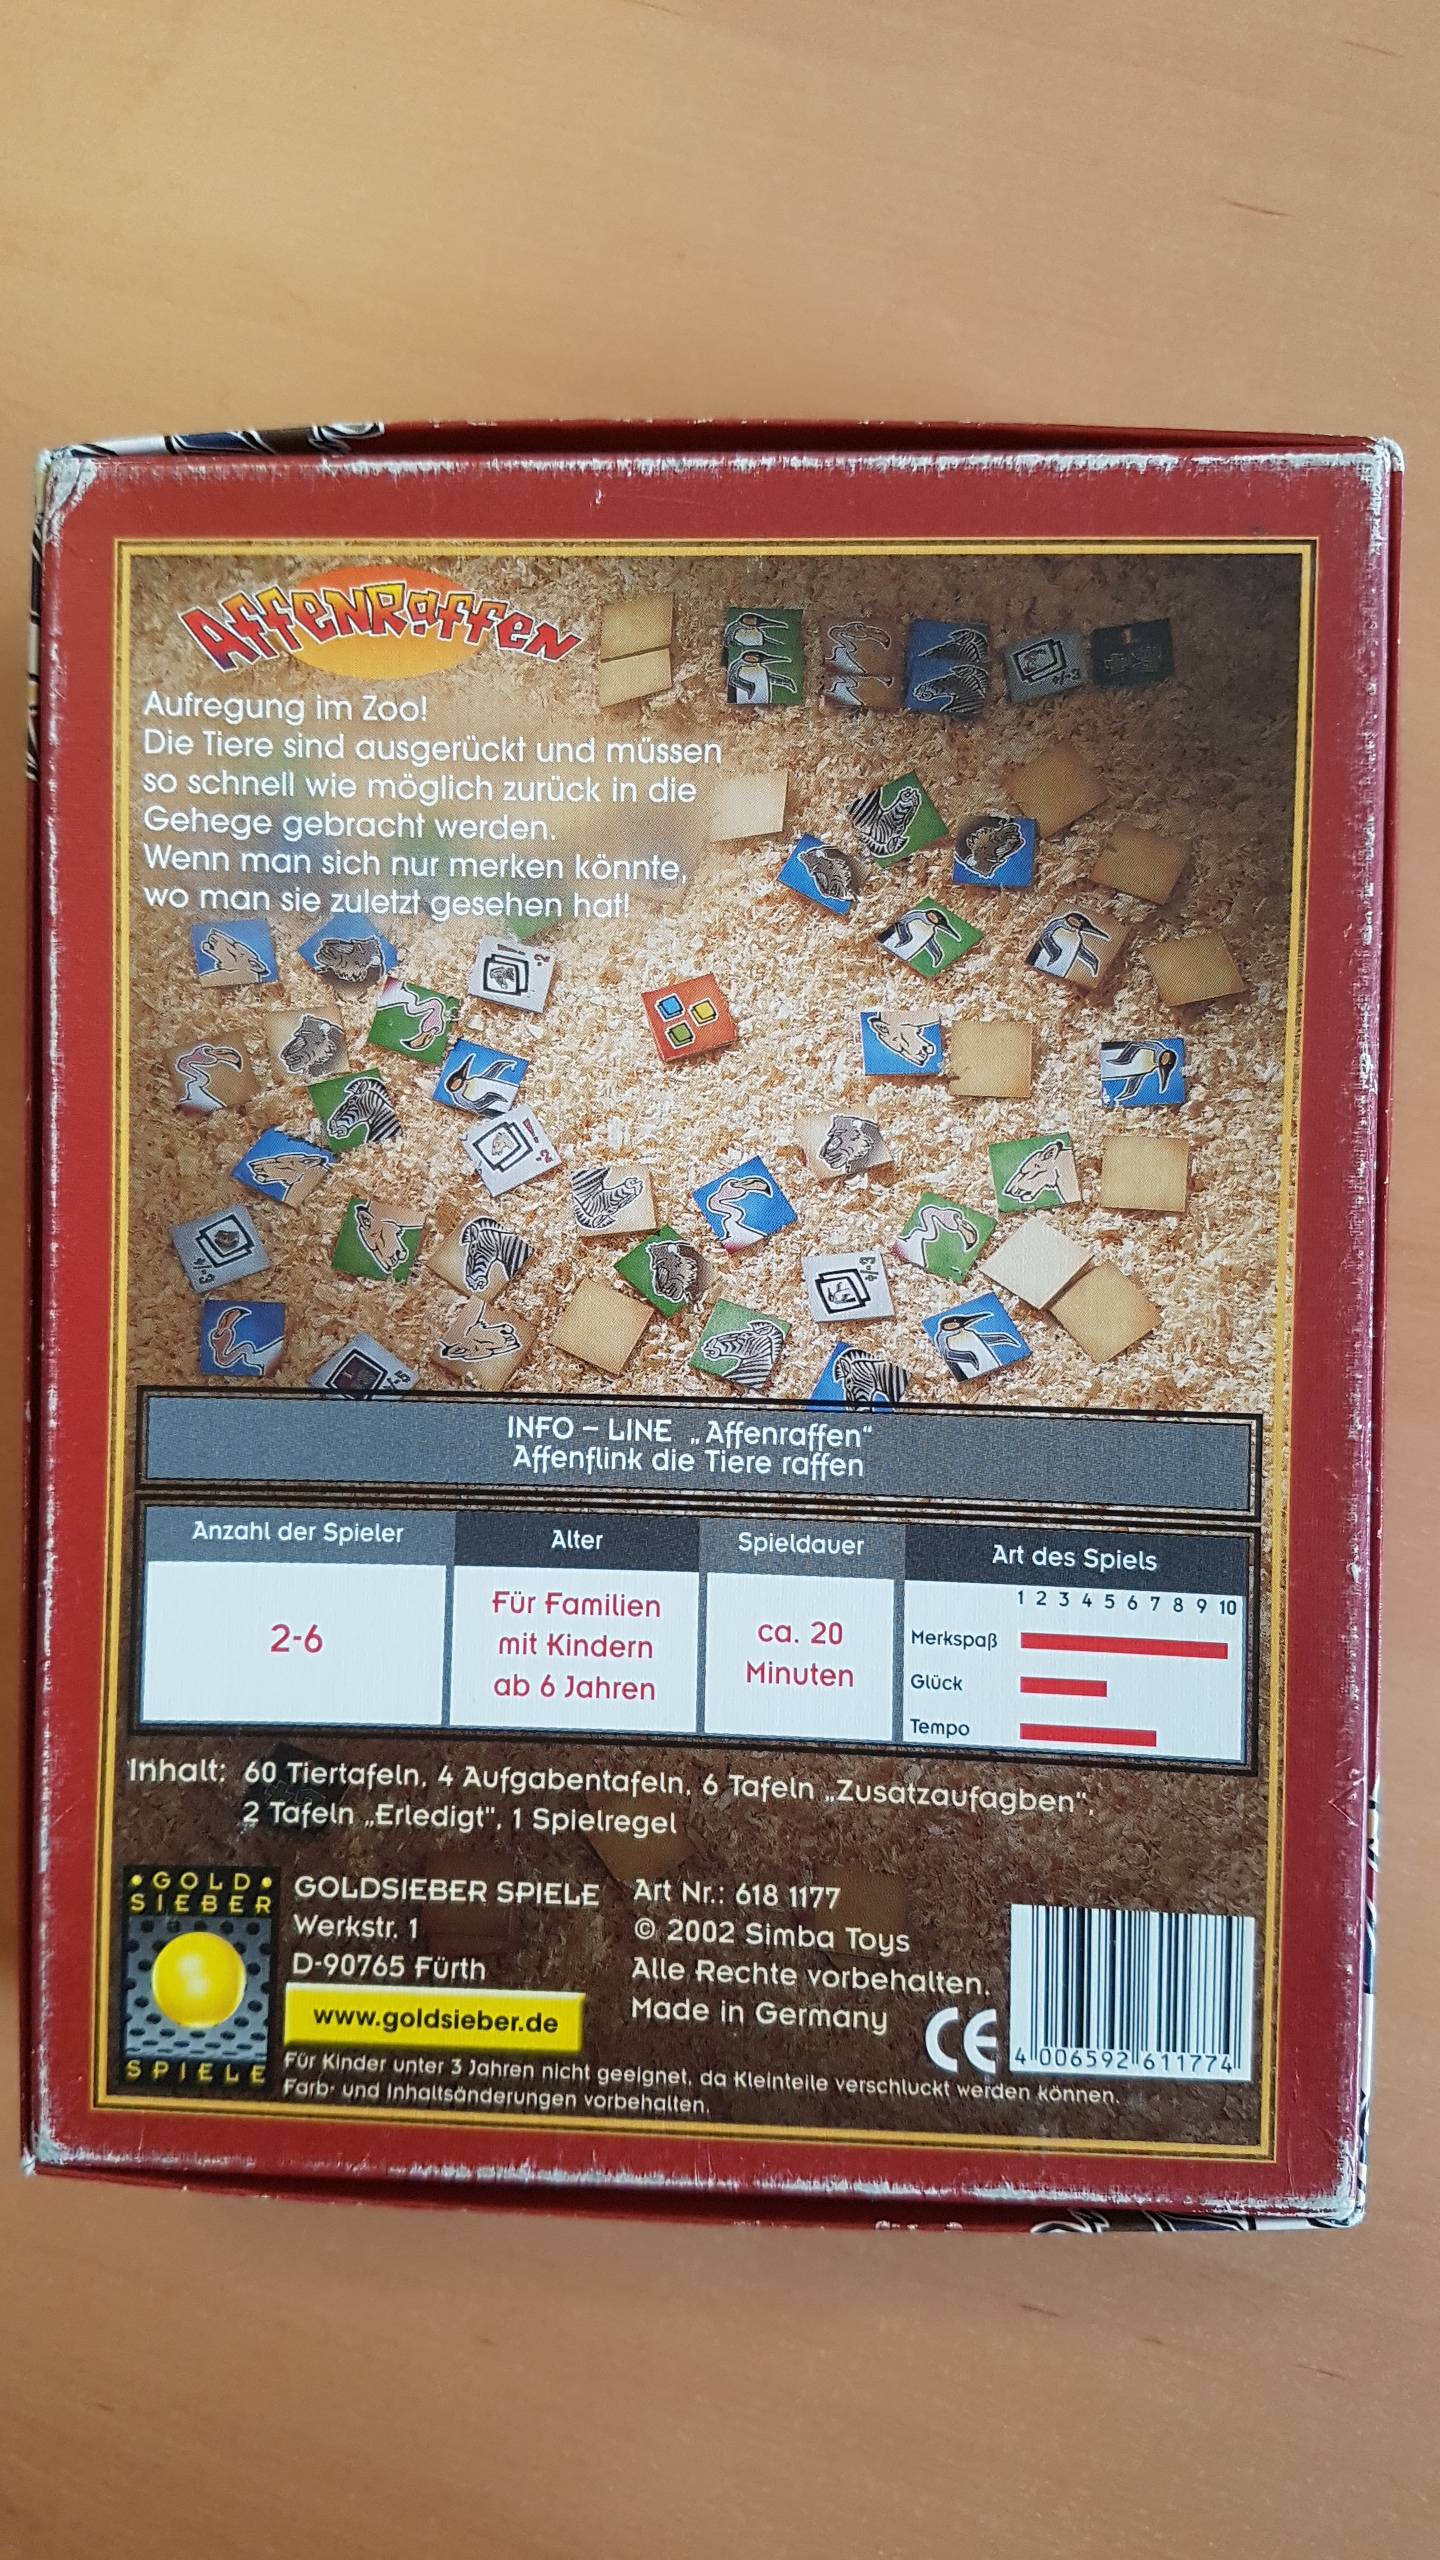 AffenRaffen
Aufregung im Zoo!
Die Tiere sind ausgerückt und müssen
so schnell wie möglich zurück in die
Gehege gebracht werden.
Wenn man sich nur merken könnte,
wo man sie zuletzt gesehen hat!
INFO – LINE „Affenraffen“
Affenflink die Tiere raffen
Anzahl der Spieler
2-6
Alter
Für Familien
mit Kindern
ab 6 Jahren
Spieldauer
ca. 20
Minuten
Art des Spiels
1 2 3 4 5 6 7 8 9 10
Merkspaß
Glück
Tempo
Inhalt: 60 Tiertafeln, 4 Aufgabentafeln, 6 Tafeln „Zusatzaufagben“,
2 Tafeln „Erledigt“, 1 Spielregel
GOLD
SIEBER
SPIELE
GOLDSIEBER SPIELE
Werkstr. 1
D-90765 Fürth
www.goldsieber.de
Art Nr.: 618 1177
© 2002 Simba Toys
Alle Rechte vorbehalten.
Made in Germany
CE
4 006592 611774
Für Kinder unter 3 Jahren nicht geeignet, da Kleinteile verschluckt werden können.
Farb- und Inhaltsänderungen vorbehalten.